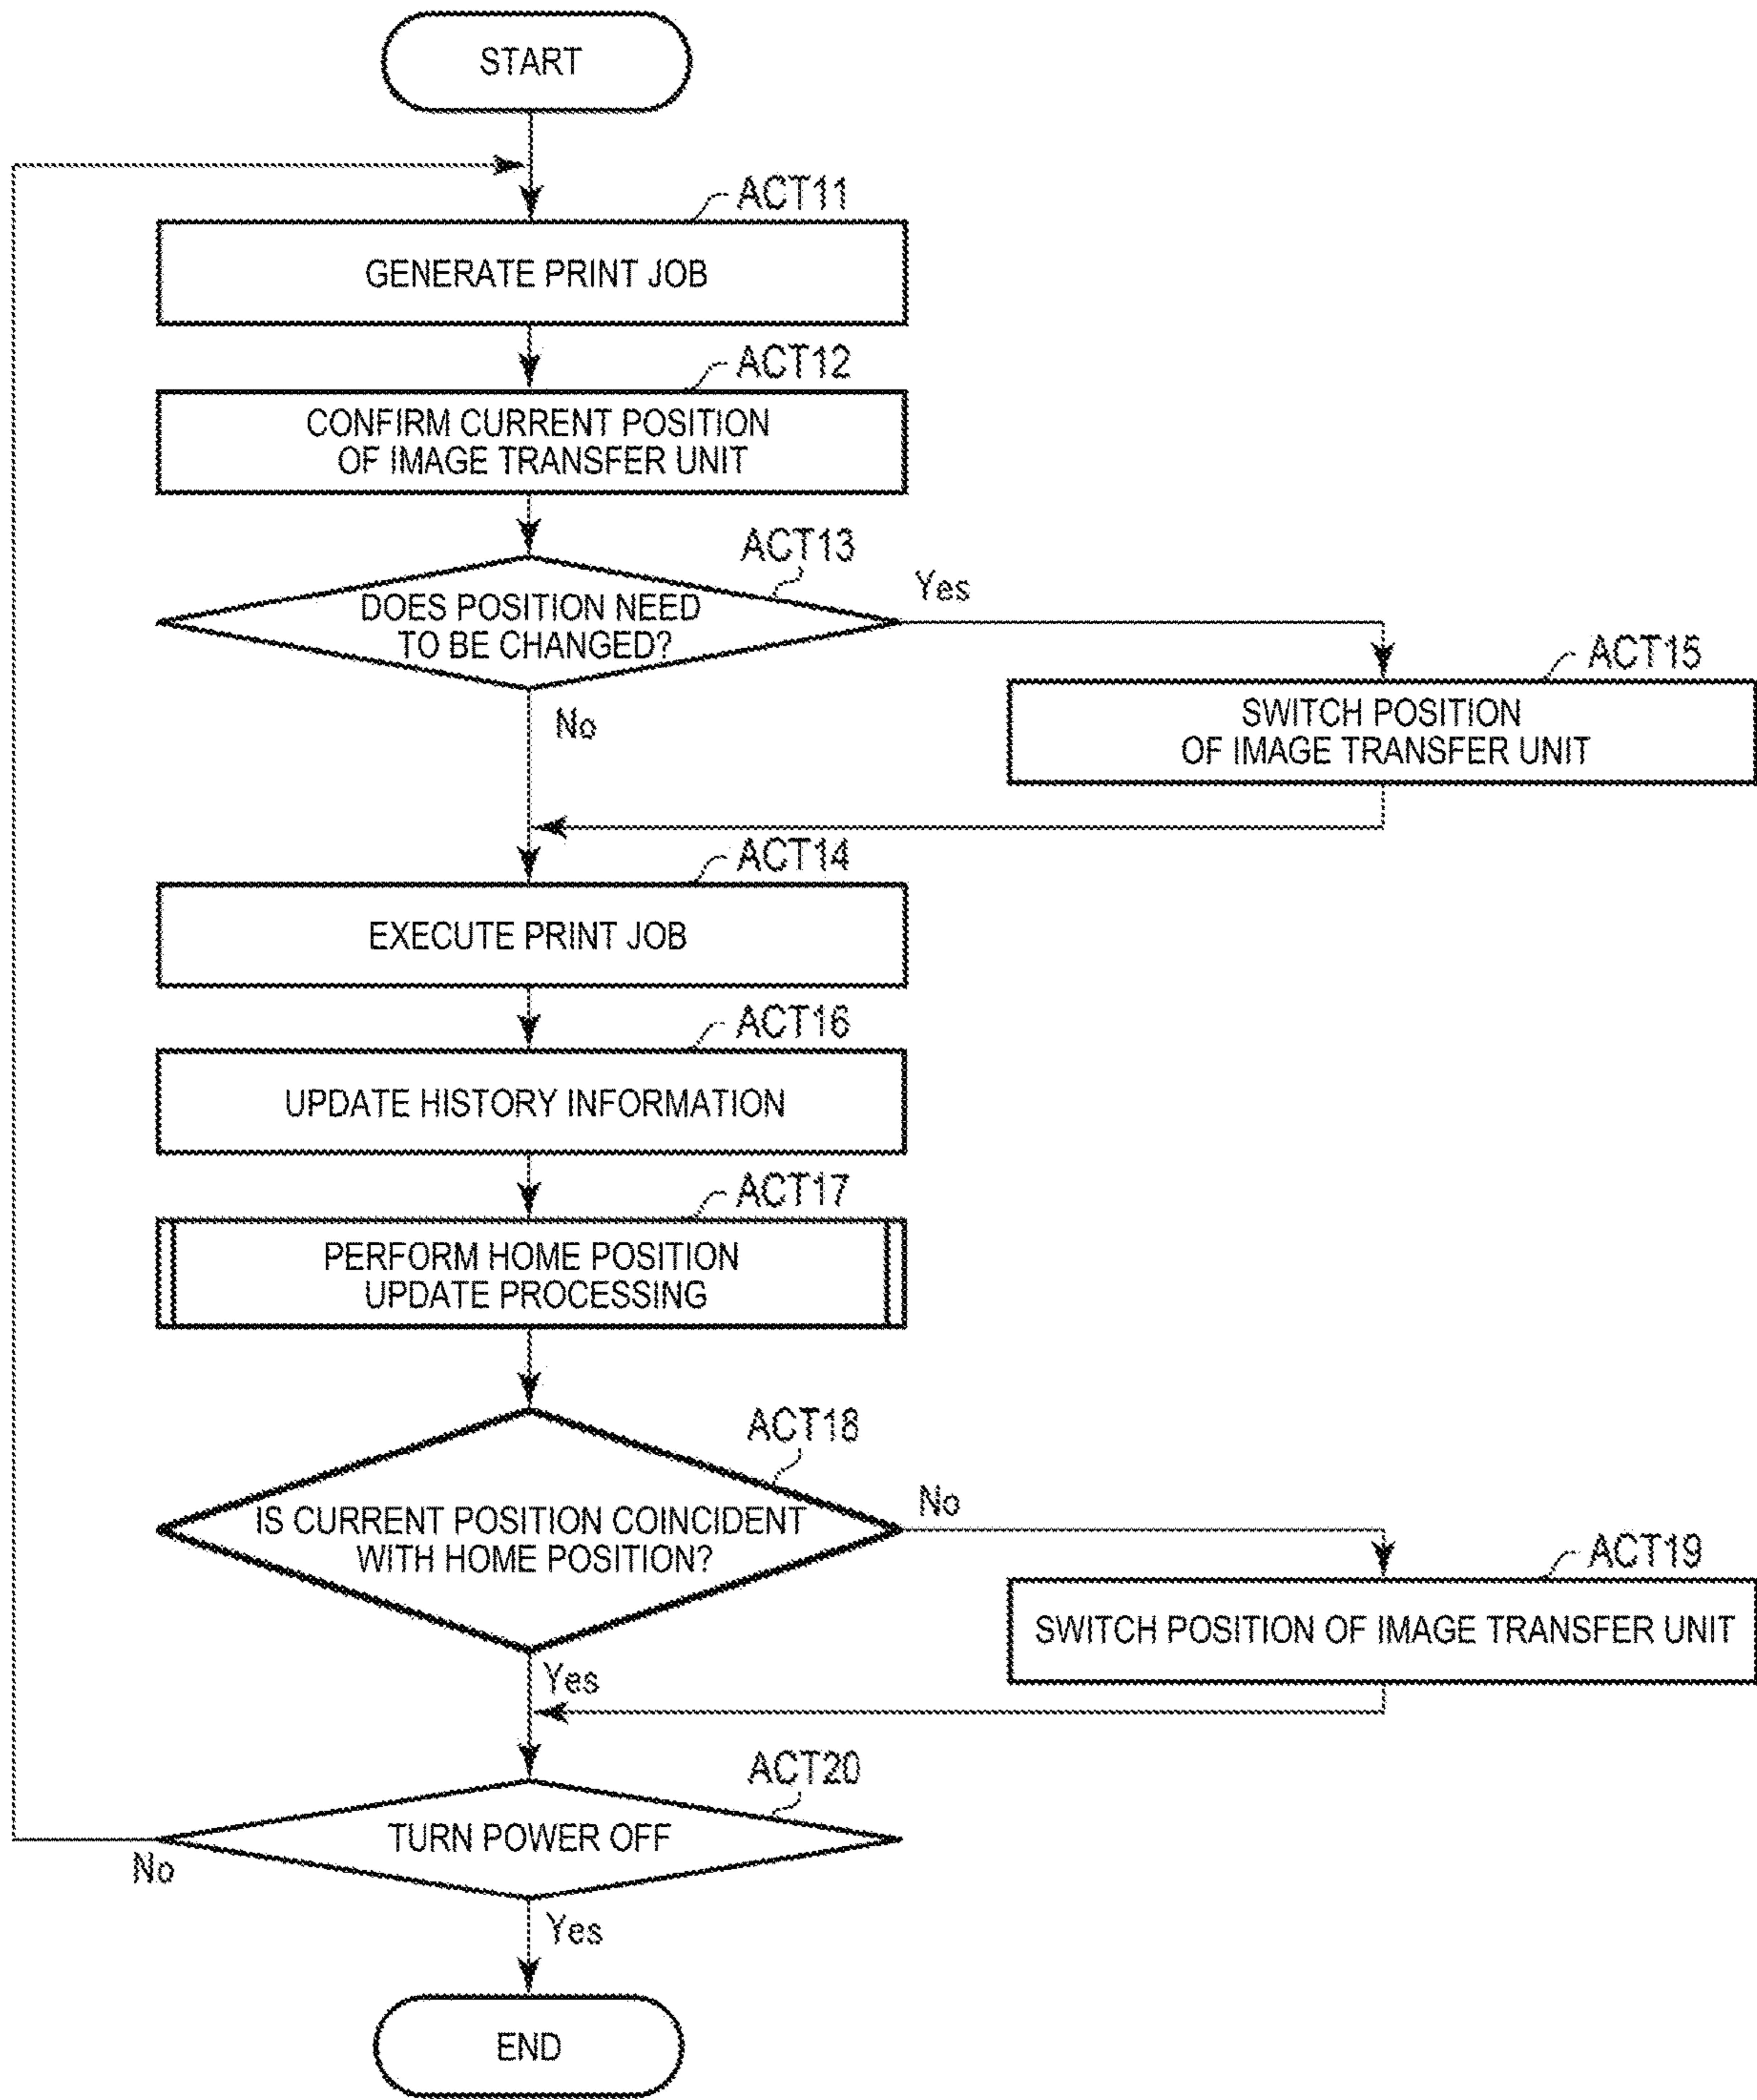 START
ACT11
GENERATE PRINT JOB
ACT12
CONFIRM CURRENT POSITION
OF IMAGE TRANSFER UNIT
ACT13
DOES POSITION NEED
TO BE CHANGED?
Yes
No
ACT15
SWITCH POSITION
OF IMAGE TRANSFER UNIT
ACT14
EXECUTE PRINT JOB
ACT16
UPDATE HISTORY INFORMATION
ACT17
PERFORM HOME POSITION
UPDATE PROCESSING
ACT18
IS CURRENT POSITION COINCIDENT
WITH HOME POSITION?
No
Yes
ACT19
SWITCH POSITION OF IMAGE TRANSFER UNIT
ACT20
TURN POWER OFF
No
Yes
END